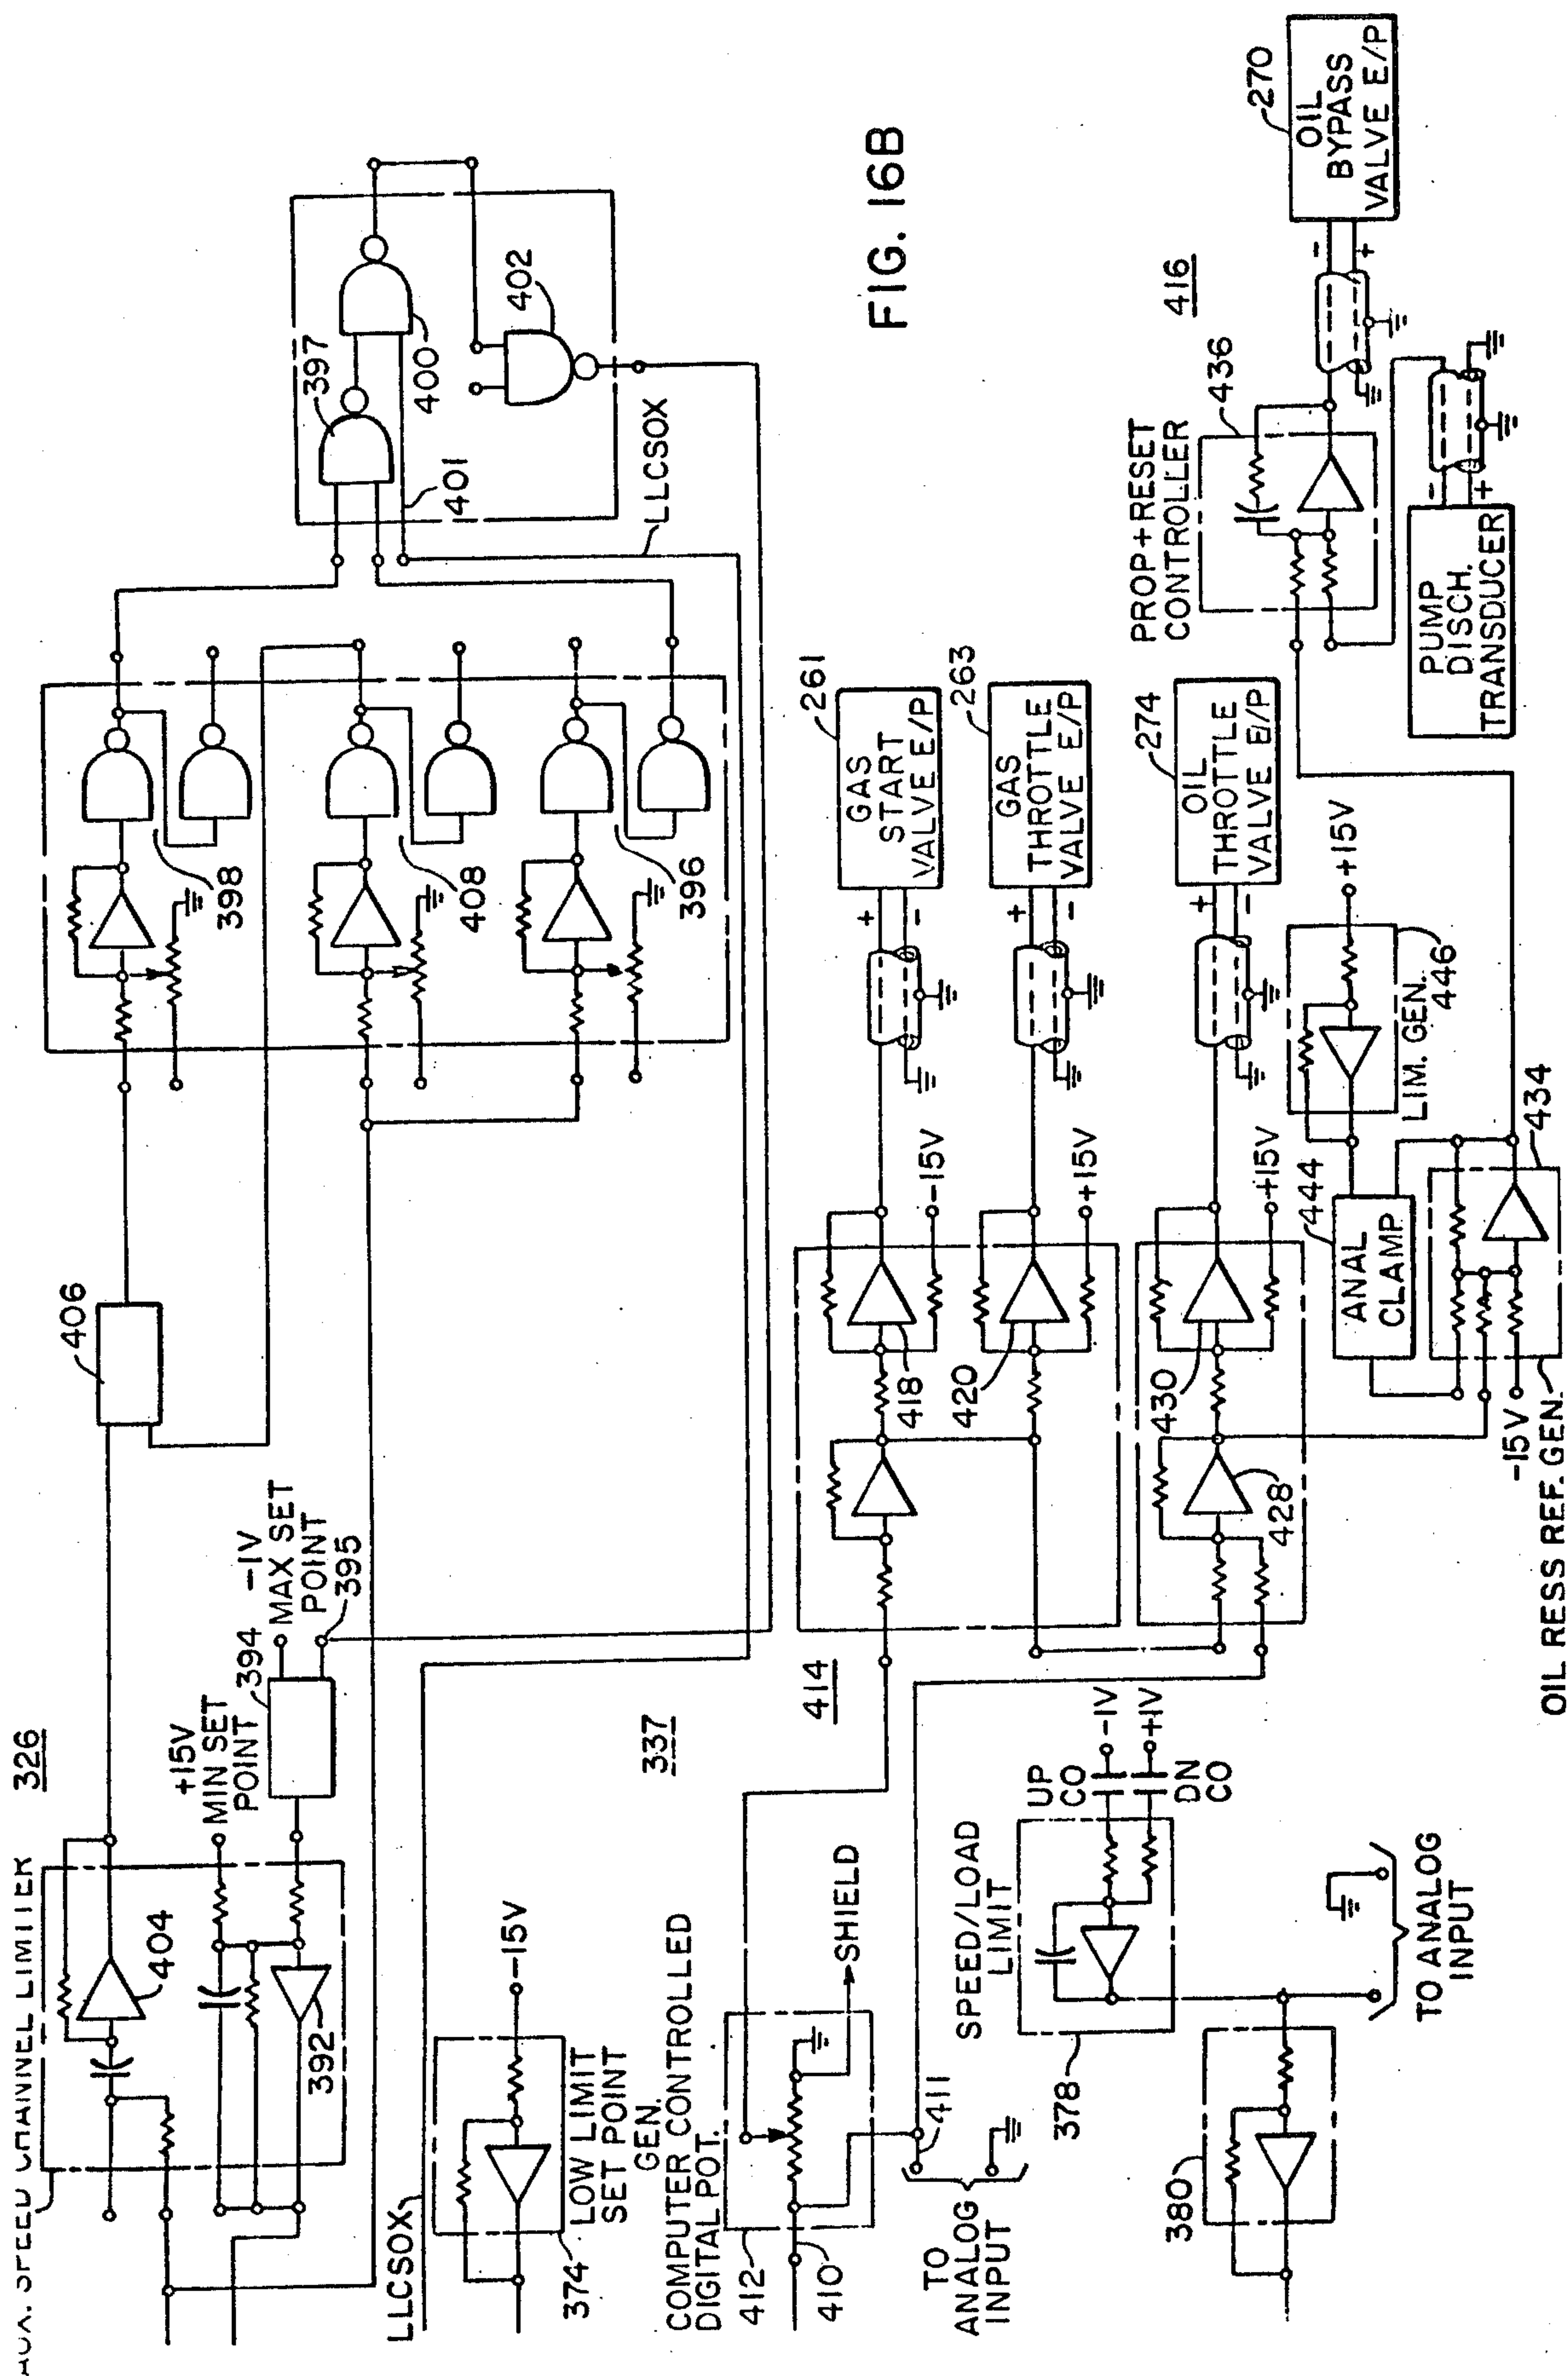 AUX. SPEED CHANNEL LIMITER
326
404
392
+15V
MIN SET
POINT
394
-1V
MAX SET
POINT
395
406
398
408
396
397
400
401
402
LLCSOX
LLCSOX
FIG. 16B
374
LOW LIMIT
SET POINT
GEN.
-15V
337
COMPUTER CONTROLLED
DIGITAL POT.
412
410
411
SHIELD
TO
ANALOG
INPUT
SPEED/LOAD
LIMIT
UP
CO
-1V
+1V
DN
CO
378
380
TO ANALOG
INPUT
414
418
-15V
420
+15V
GAS
START
VALVE E/P
261
+
-
GAS
THROTTLE
VALVE E/P
263
+
-
428
430
+15V
OIL
THROTTLE
VALVE E/P
274
+
-
444
ANAL
CLAMP
LIM. GEN.
446
+15V
434
-15V
OIL RESS REF. GEN.
PROP+RESET
CONTROLLER
436
416
OIL
BYPASS
VALVE E/P
270
-
+
PUMP
DISCH.
TRANSDUCER
-
+